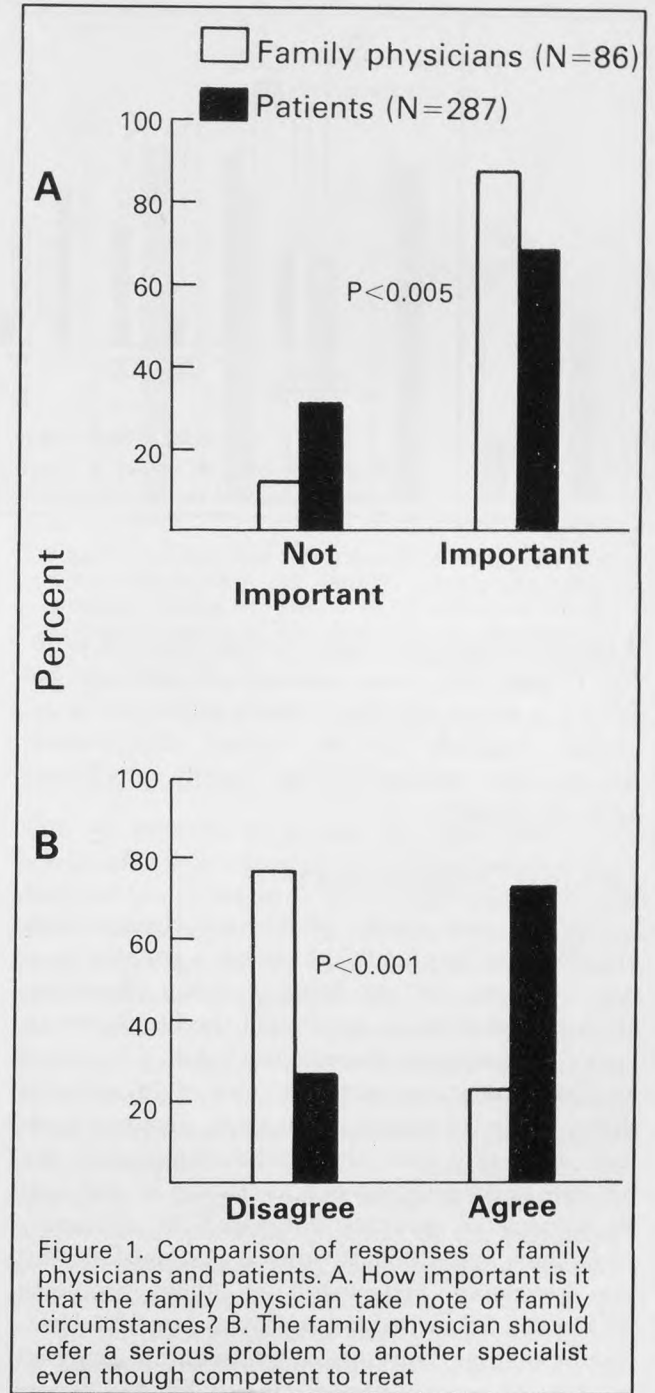 Family physicians (N=86)
Patients (N=287)
A
100
80
60
40
20
P<0.005
Not
Important
Important
Percent
B
100
80
60
40
20
P<0.001
Disagree
Agree
Figure 1. Comparison of responses of family
physicians and patients. A. How important is it
that the family physician take note of family
circumstances? B. The family physician should
refer a serious problem to another specialist
even though competent to treat